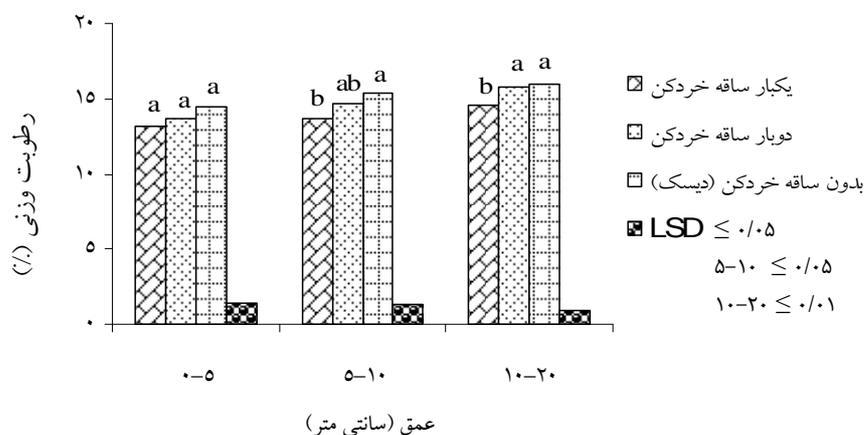 ۲۰
۱۵
۱۰
۵
۰
رطوبت وزنی (٪)
a a a
b ab a
b a a
۰-۵ ۵-۱۰ ۱۰-۲۰
عمق (سانتی متر)
یکبار ساقه خردکن
دوبار ساقه خردکن
بدون ساقه خردکن (دیسک)
LSD ≤ ۰/۰۵
۵-۱۰ ≤ ۰/۰۵
۱۰-۲۰ ≤ ۰/۰۱